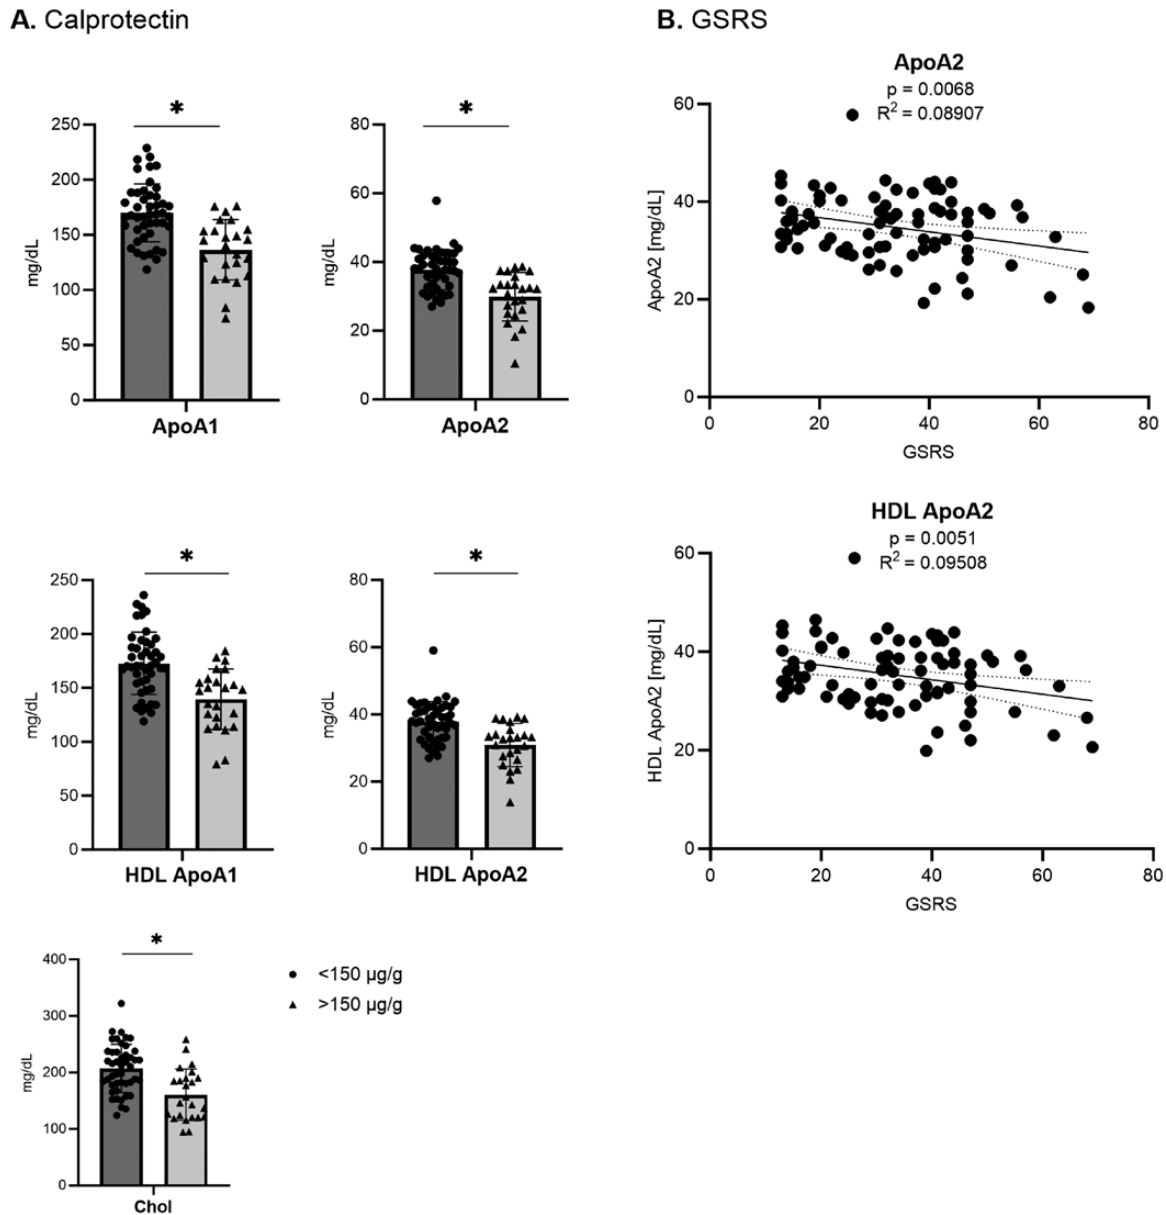 A. Calprotectin
*
250
200
150
100
50
0
mg/dL
ApoA1
*
80
60
40
20
0
mg/dL
ApoA2
*
250
200
150
100
50
0
mg/dL
HDL ApoA1
*
80
60
40
20
0
mg/dL
HDL ApoA2
*
400
300
200
100
0
mg/dL
Chol
<150 µg/g
>150 µg/g
B. GSRS
ApoA2
p = 0.0068
R² = 0.08907
60
40
20
0
ApoA2 [mg/dL]
0 20 40 60 80
GSRS
HDL ApoA2
p = 0.0051
R² = 0.09508
60
40
20
0
HDL ApoA2 [mg/dL]
0 20 40 60 80
GSRS